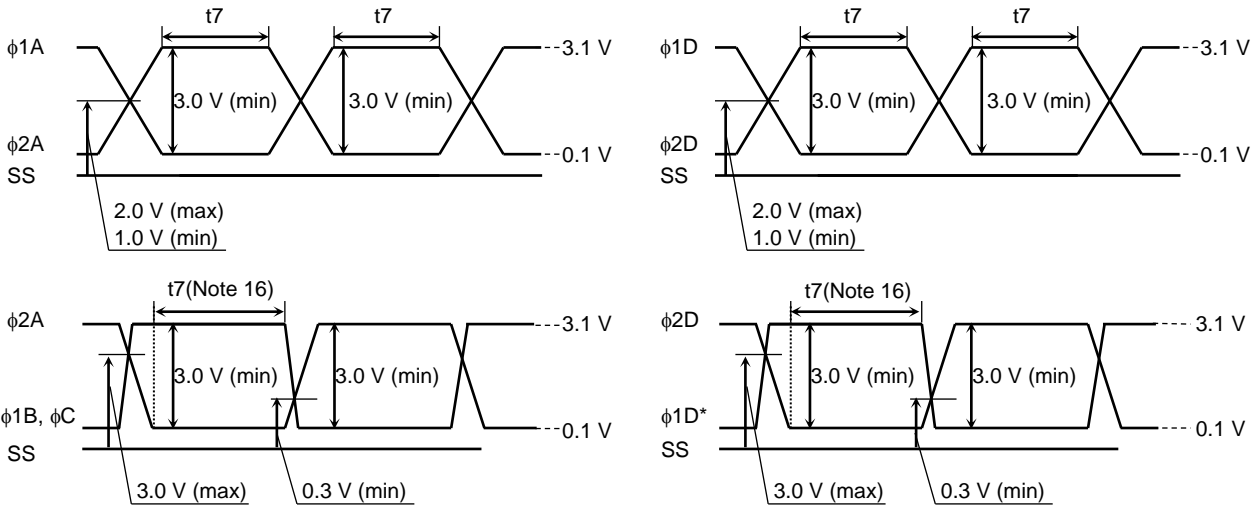 t7
t7
ϕ1A
3.1 V
3.0 V (min)
3.0 V (min)
ϕ2A
0.1 V
SS
2.0 V (max)
1.0 V (min)
t7
t7
ϕ1D
3.1 V
3.0 V (min)
3.0 V (min)
ϕ2D
0.1 V
SS
2.0 V (max)
1.0 V (min)
t7(Note 16)
ϕ2A
3.1 V
3.0 V (min)
3.0 V (min)
ϕ1B, ϕC
0.1 V
SS
3.0 V (max)
0.3 V (min)
t7(Note 16)
ϕ2D
3.1 V
3.0 V (min)
3.0 V (min)
ϕ1D*
0.1 V
SS
3.0 V (max)
0.3 V (min)